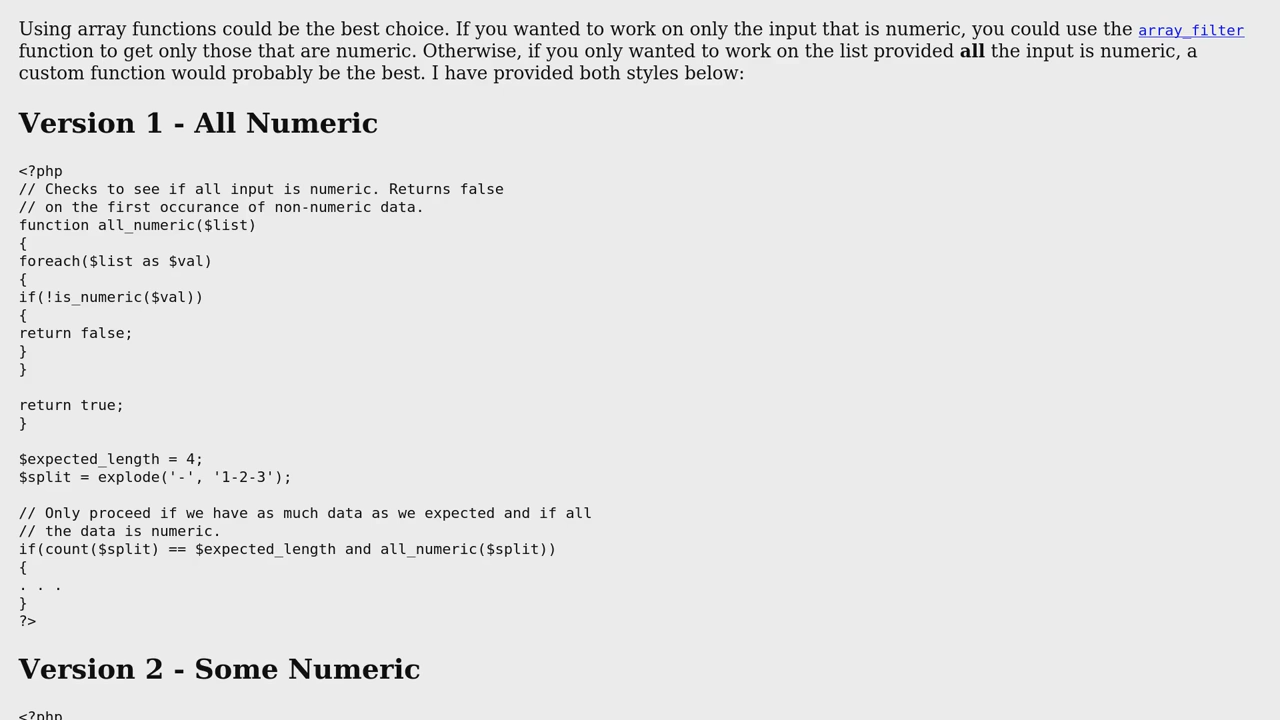 Using array functions could be the best choice. If you wanted to work on only the input that is numeric, you could use the array_filter
function to get only those that are numeric. Othervise, if you only wanted to work on the list provided all the input is numeric, a
custom function would probably be the best. I have provided both styles below:
Version 1 - All Numeric
<?php
// Checks to see if all input is numeric. Returns false
// on the first occurance of non-numeric data.
function all_numeric($list)
{
foreach($list as $val)
{
if(!is_numeric($val))
{
return false;
}
}
return true;
}
$expected_length = 4;
$split = explode('-', '1-2-3');
// Only proceed if we have as much data as we expected and if all
// the data is numeric.
if(count($split) == $expected_length and all_numeric($split))
{
. . .
}
?>
Version 2 - Some Numeric
<?php